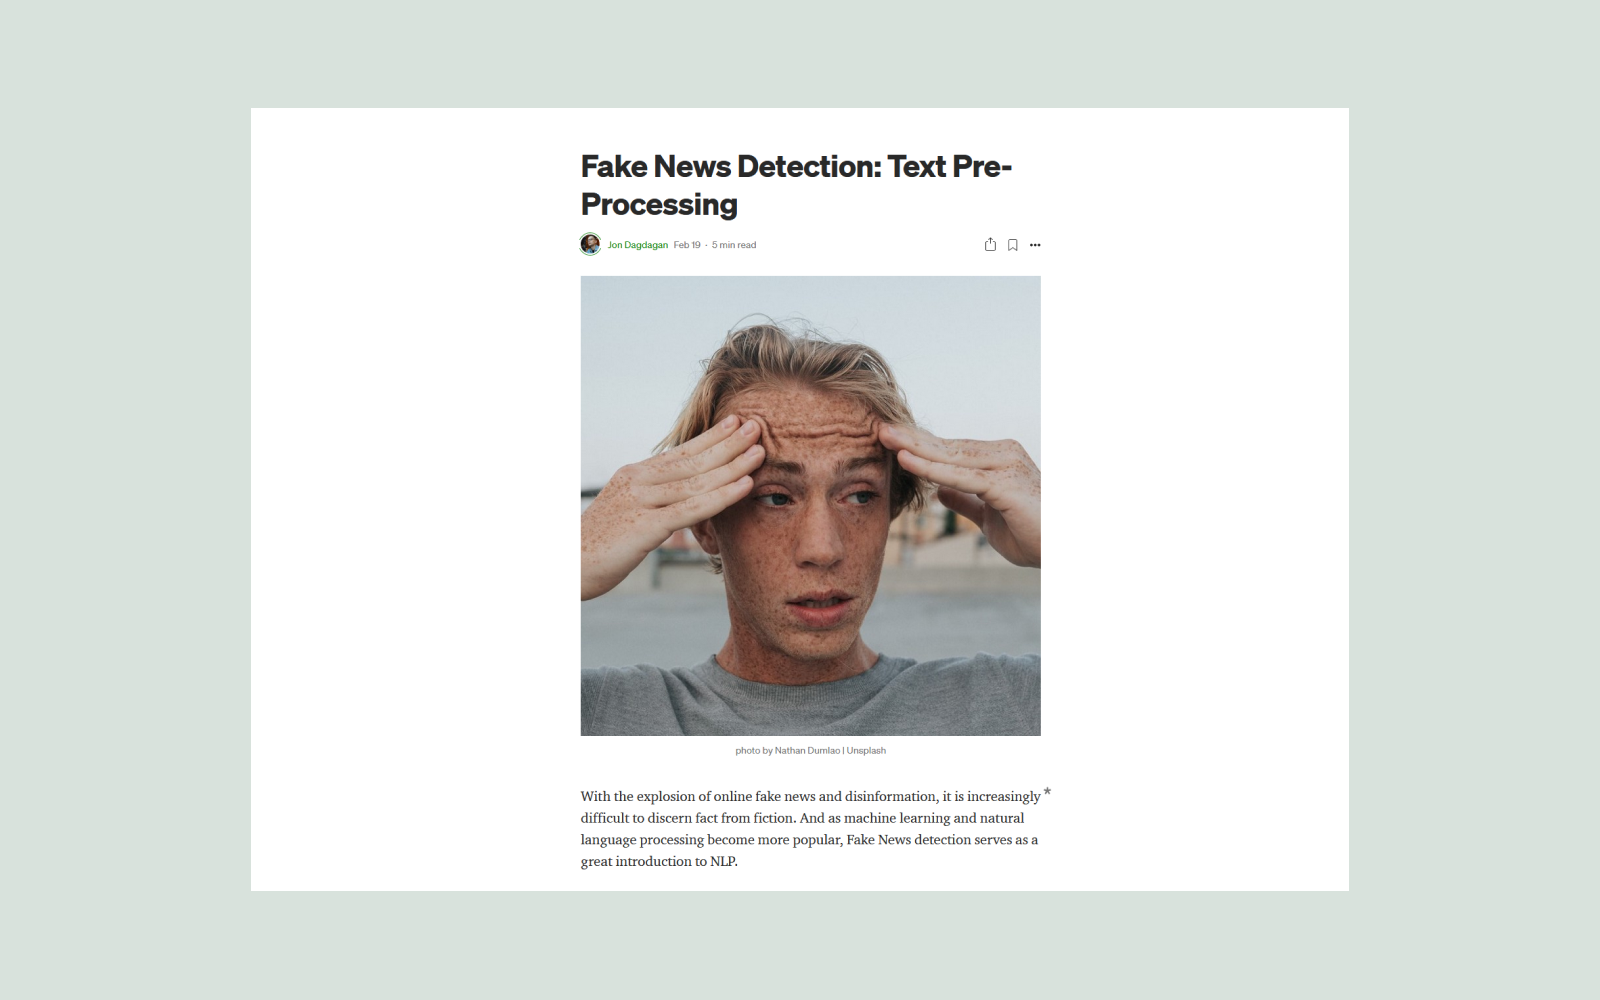 Fake News Detection: Text Pre-
Processing
Jon Dagdagan Feb 19 · 5 min read
photo by Nathan Dumlao | Unsplash
With the explosion of online fake news and disinformation, it is increasingly *
difficult to discern fact from fiction. And as machine learning and natural
language processing become more popular, Fake News detection serves as a
great introduction to NLP.